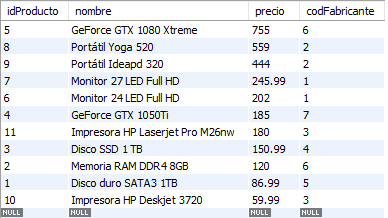 idProducto nombre precio codFabricante
5 GeForce GTX 1080 Xtreme 755 6
8 Portátil Yoga 520 559 2
9 Portátil Ideapd 320 444 2
7 Monitor 27 LED Full HD 245.99 1
6 Monitor 24 LED Full HD 202 1
4 GeForce GTX 1050Ti 185 7
11 Impresora HP Laserjet Pro M26nw 180 3
3 Disco SSD 1 TB 150.99 4
2 Memoria RAM DDR4 8GB 120 6
1 Disco duro SATA3 1TB 86.99 5
10 Impresora HP Deskjet 3720 59.99 3
NULL NULL NULL NULL